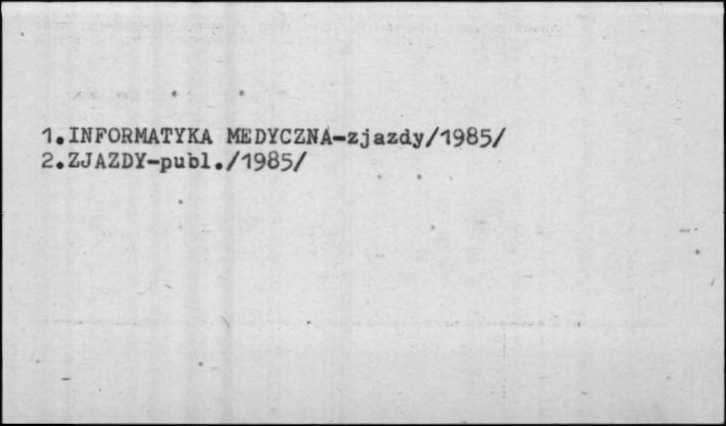 1.INFORMATYKA MEDYCZNA-zjazdy/1985/
2.ZJAZDY-publ./1985/